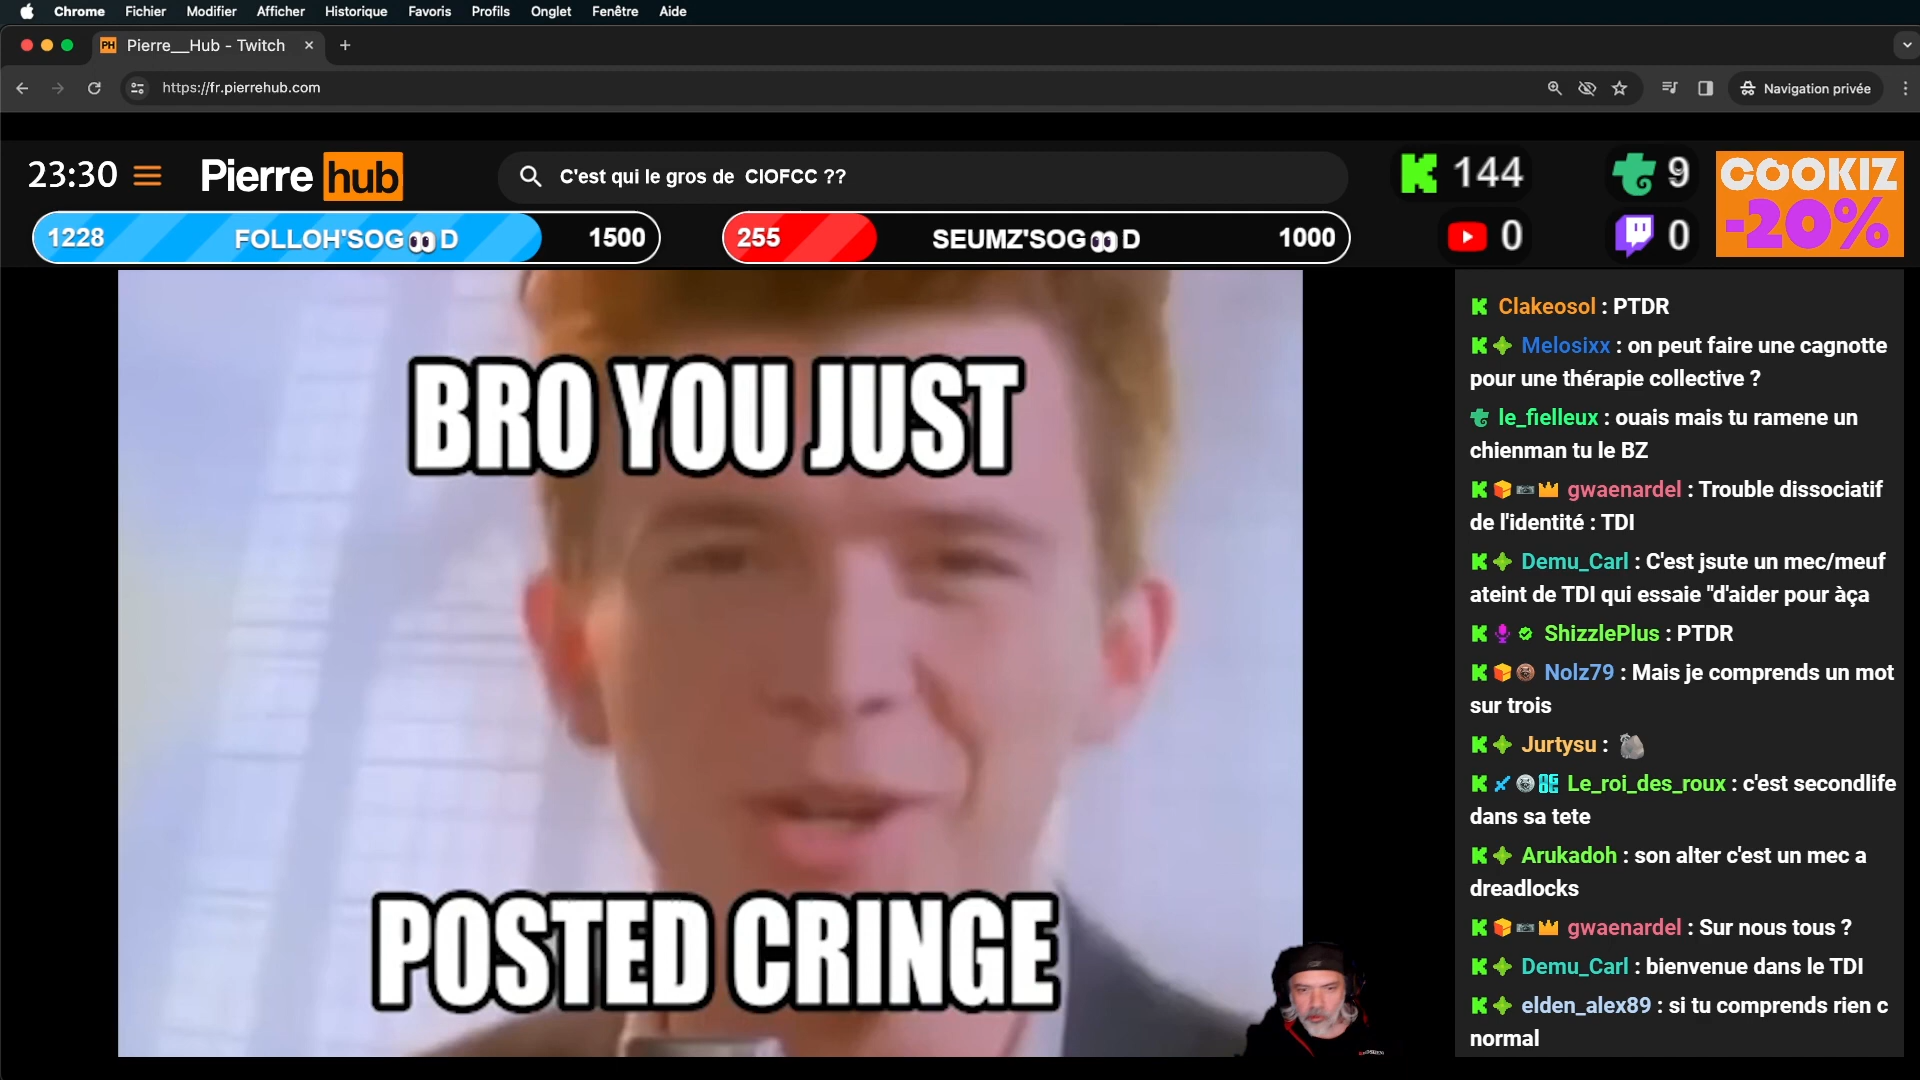 Chrome Fichier Modifier Afficher Historique Favoris Profils Onglet Fenêtre Aide
PH Pierre__Hub - Twitch
https://fr.pierrehub.com
Navigation privée
23:30 Pierre hub
C'est qui le gros de CIOFCC ??
144 9
COOKIZ
1228 FOLLOH'SOG👀D 1500
255 SEUMZ'SOG👀D 1000
0 0
-20%
BRO YOU JUST
POSTED CRINGE
Clakeosol : PTDR
Melosixx : on peut faire une cagnotte
pour une thérapie collective ?
le_fielleux : ouais mais tu ramene un
chienman tu le BZ
gwaenardel : Trouble dissociatif
de l'identité : TDI
Demu_Carl : C'est jsute un mec/meuf
ateint de TDI qui essaie "d'aider pour àça
ShizzlePlus : PTDR
Nolz79 : Mais je comprends un mot
sur trois
Jurtysu :
Le_roi_des_roux : c'est secondlife
dans sa tete
Arukadoh : son alter c'est un mec a
dreadlocks
gwaenardel : Sur nous tous ?
Demu_Carl : bienvenue dans le TDI
elden_alex89 : si tu comprends rien c
normal